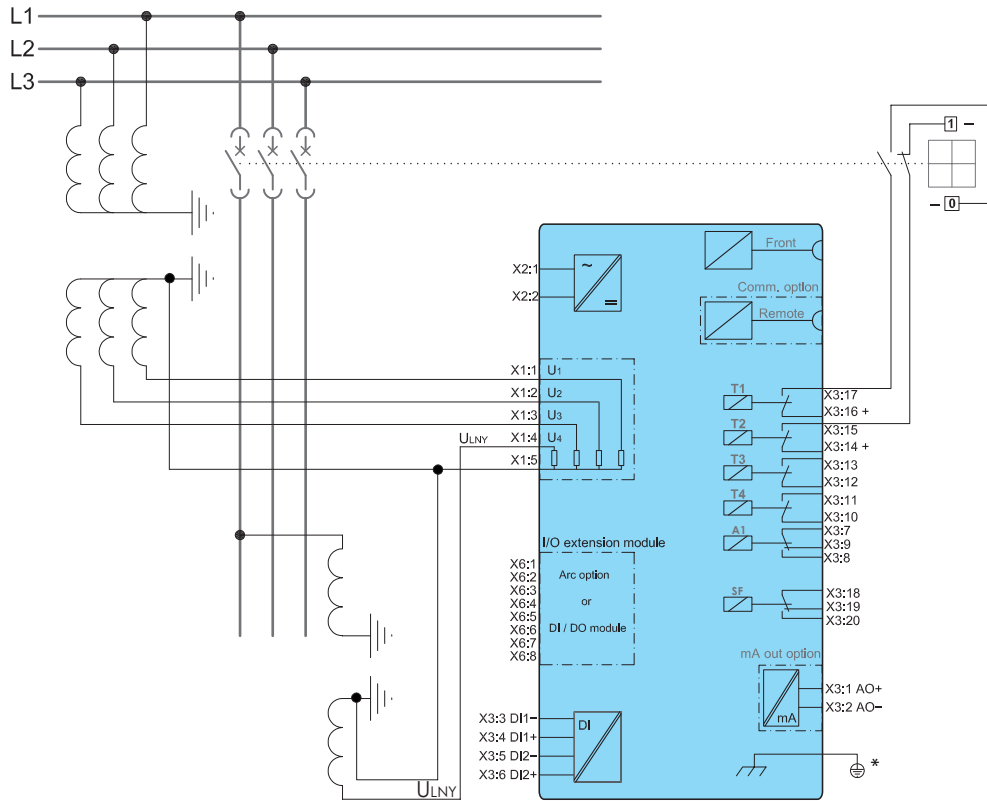 L1
L2
L3
1 –
– 0
X2:1
X2:2
~
=
Front
Comm. option
Remote
X1:1 U1
X1:2 U2
X1:3 U3
ULNY X1:4 U4
X1:5
T1
X3:17
X3:16 +
T2
X3:15
X3:14 +
T3
X3:13
X3:12
T4
X3:11
X3:10
A1
X3:7
X3:9
X3:8
SF
X3:18
X3:19
X3:20
I/O extension module
X6:1
X6:2
X6:3
X6:4
X6:5
X6:6
X6:7
X6:8
Arc option
or
DI / DO module
mA out option
mA
X3:1 AO+
X3:2 AO–
X3:3 DI1–
X3:4 DI1+
X3:5 DI2–
X3:6 DI2+
DI
*
ULNY